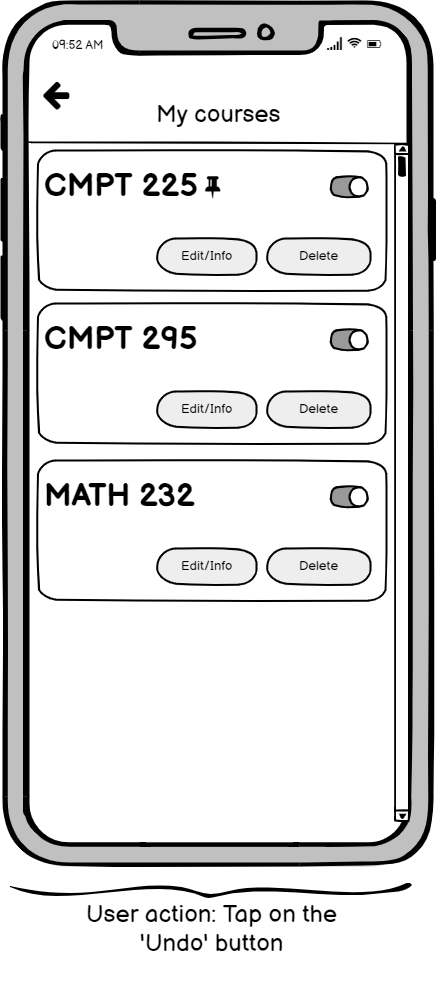 09:52 AM
My courses
CMPT 225
Edit/Info Delete
CMPT 295
Edit/Info Delete
MATH 232
Edit/Info Delete
User action: Tap on the
'Undo' button